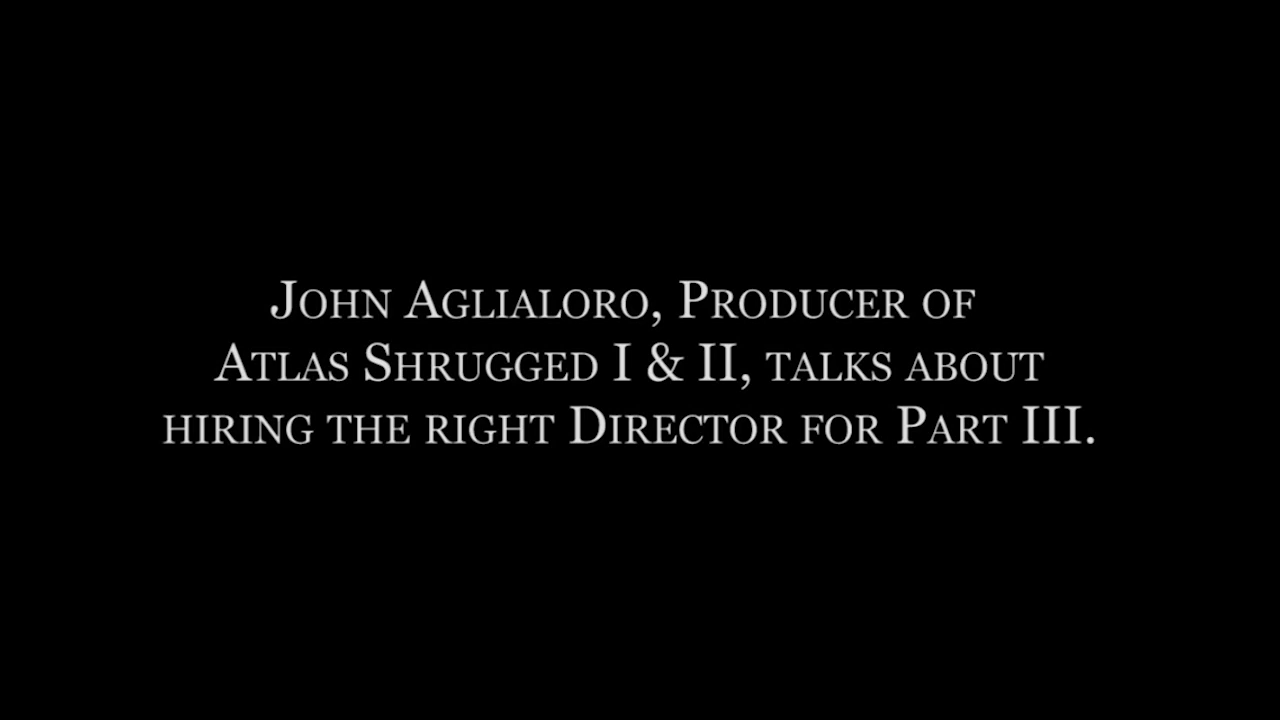 John Aglialoro, Producer of
Atlas Shrugged I & II, talks about
hiring the right Director for Part III.